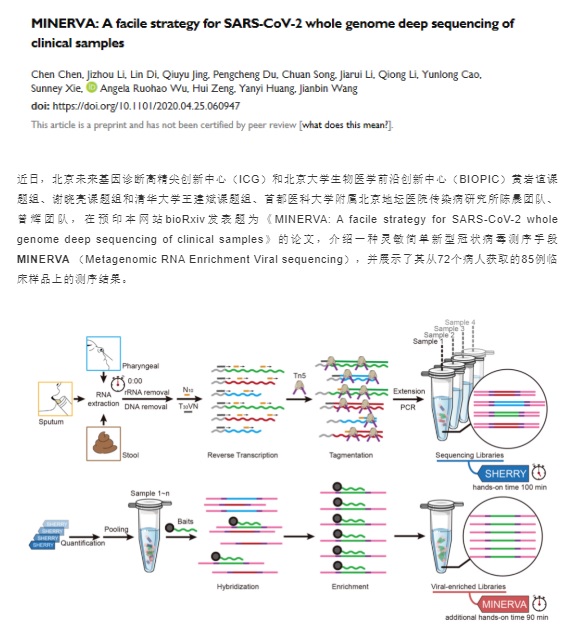 MINERVA: A facile strategy for SARS-CoV-2 whole genome deep sequencing of
clinical samples
Chen Chen, Jizhou Li, Lin Di, Qiuyu Jing, Pengcheng Du, Chuan Song, Jiarui Li, Qiong Li, Yunlong Cao,
Sunney Xie, iD Angela Ruohao Wu, Hui Zeng, Yanyi Huang, Jianbin Wang
doi: https://doi.org/10.1101/2020.04.25.060947
This article is a preprint and has not been certified by peer review [what does this mean?].
近日，北京未来基因诊断高精尖创新中心（ICG）和北京大学生物医学前沿创新中心（BIOPIC）黄岩谊课
题组、谢晓亮课题组和清华大学王建斌课题组、首都医科大学附属北京地坛医院传染病研究所陈晨团队、
曾辉团队，在预印本网站bioRxiv发表题为《MINERVA: A facile strategy for SARS-CoV-2 whole
genome deep sequencing of clinical samples》的论文，介绍一种灵敏简单新型冠状病毒测序手段
MINERVA （Metagenomic RNA Enrichment Viral sequencing），并展示了其从72个病人获取的85例临
床样品上的测序结果。
Sample 4
Sample 3
Sample 2
Sample 1
Pharyngeal
0:00
Sputum
RNA
extraction
rRNA removal
DNA removal
N10
T20VN
Tn5
Extension
PCR
Stool
Reverse Transcription
Tagmentation
Sequencing Libraries
SHERRY
hands-on time 100 min
Sample 1~n
SHERRY
SHERRY
SHERRY
SHERRY
Quantification
Pooling
Baits
Hybridization
Enrichment
Viral-enriched Libraries
MINERVA
additional hands-on time 90 min